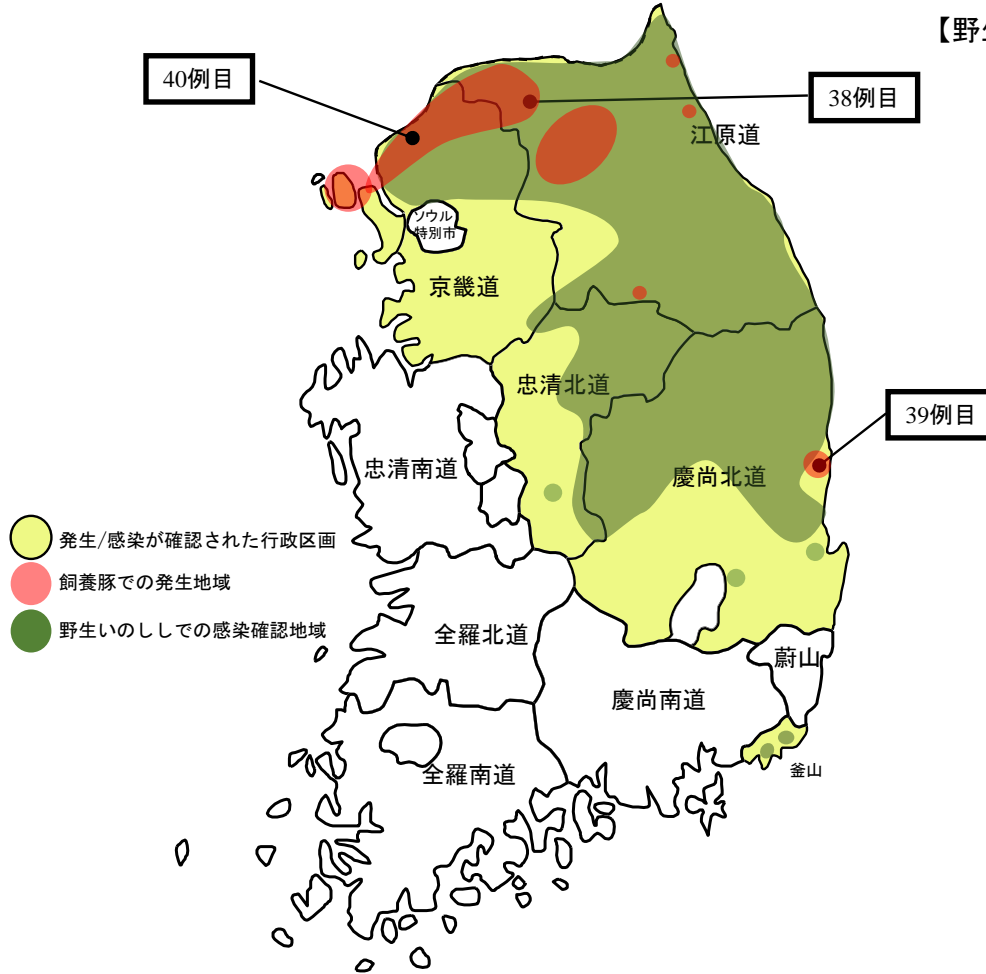 【野生
40例目
38例目
江原道
ソウル
特別市
京畿道
忠清北道
39例目
忠清南道
慶尚北道
発生/感染が確認された行政区画
飼養豚での発生地域
野生いのししでの感染確認地域
全羅北道
蔚山
慶尚南道
全羅南道
釜山